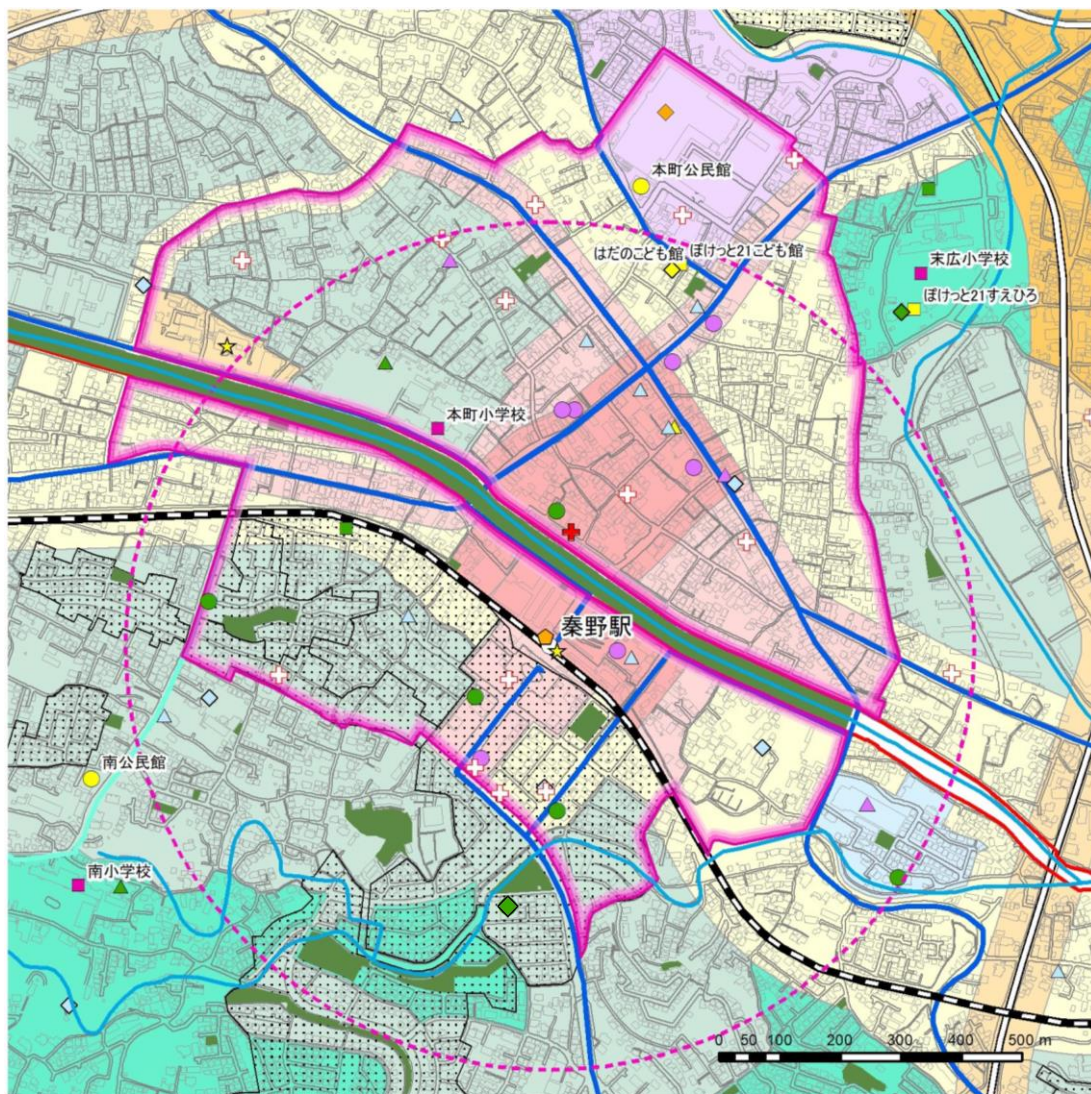 本町公民館
はだのこども館
ぽけっと21こども館
末広小学校
ぽけっと21すえひろ
本町小学校
秦野駅
南公民館
南小学校
0 50 100 200 300 400 500 m